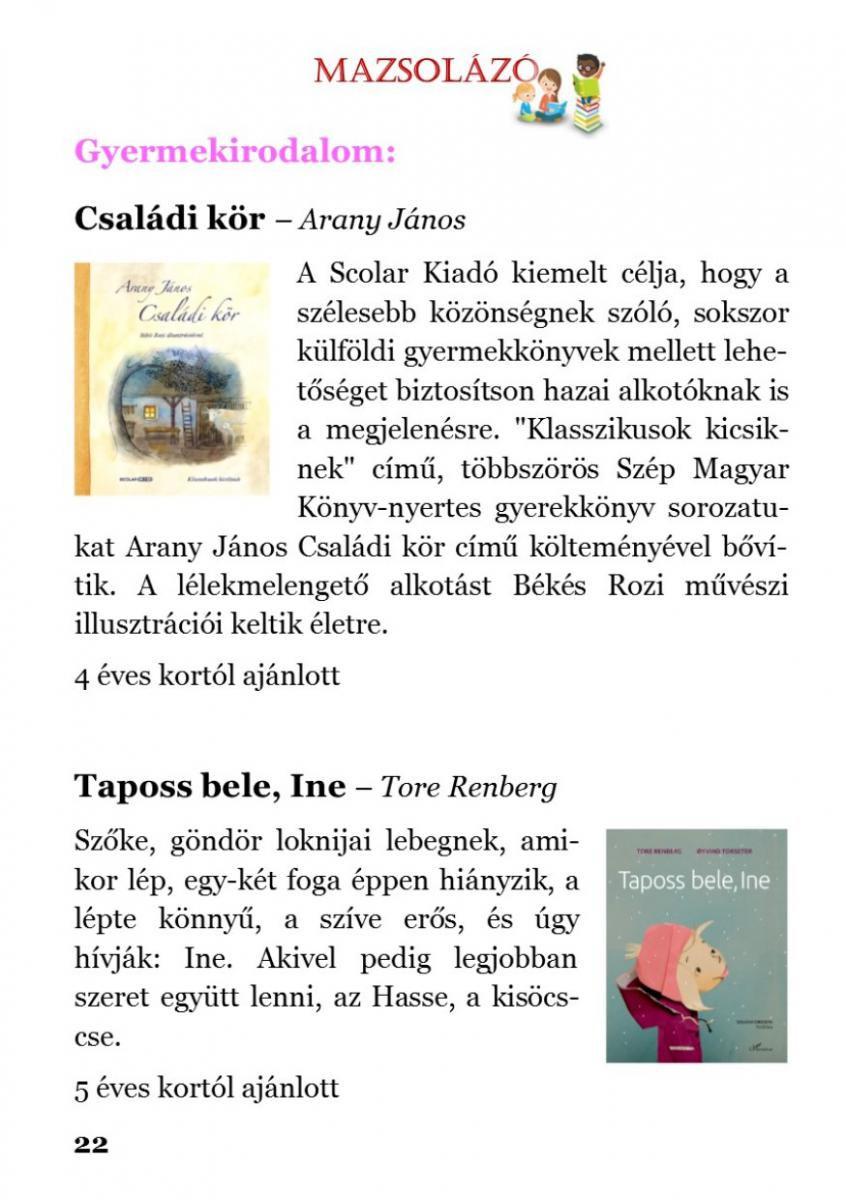 MAZSOLÁZÓ
Gyermekirodalom:
Családi kör – Arany János
Arany János
Családi kör
Békés Rozi illusztrációival
SCOLAR
Klasszikusok kicsiknek
A Scolar Kiadó kiemelt célja, hogy a
szélesebb közönségnek szóló, sokszor
külföldi gyermekkönyvek mellett lehe-
tőséget biztosítson hazai alkotóknak is
a megjelenésre. "Klasszikusok kicsik-
nek" című, többszörös Szép Magyar
Könyv-nyertes gyerekkönyv sorozatu-
kat Arany János Családi kör című költeményével bőví-
tik. A lélekmelengető alkotást Békés Rozi művészi
illusztrációi keltik életre.
4 éves kortól ajánlott
Taposs bele, Ine – Tore Renberg
Szőke, göndör loknijai lebegnek, ami-
kor lép, egy-két foga éppen hiányzik, a
lépte könnyű, a szíve erős, és úgy
hívják: Ine. Akivel pedig legjobban
szeret együtt lenni, az Hasse, a kisöcs-
cse.
TORE RENBERG ØYVIND TORSETER
Taposs bele, Ine
5 éves kortól ajánlott
22